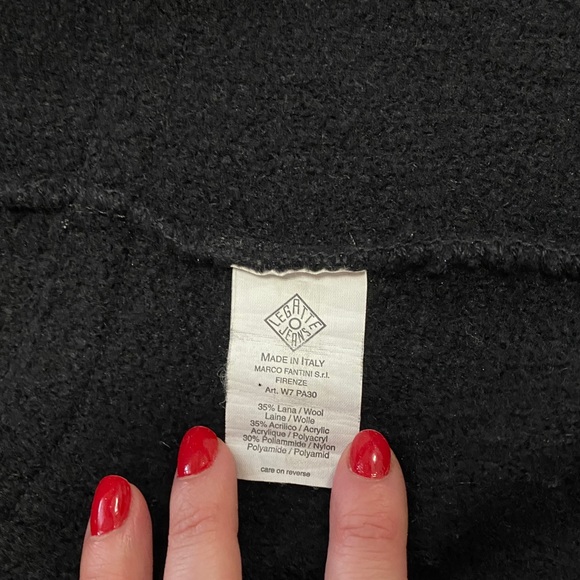 LEGATTE
JEANS
MADE IN ITALY
MARCO FANTINI S.r.l.
FIRENZE
Art. W7 PA30
35% Lana / Wool
Laine / Wolle
35% Acrilico / Acrylic
Acrylique / Polyacryl
30% Poliammide / Nylon
Polyamide / Polyamid
care on reverse